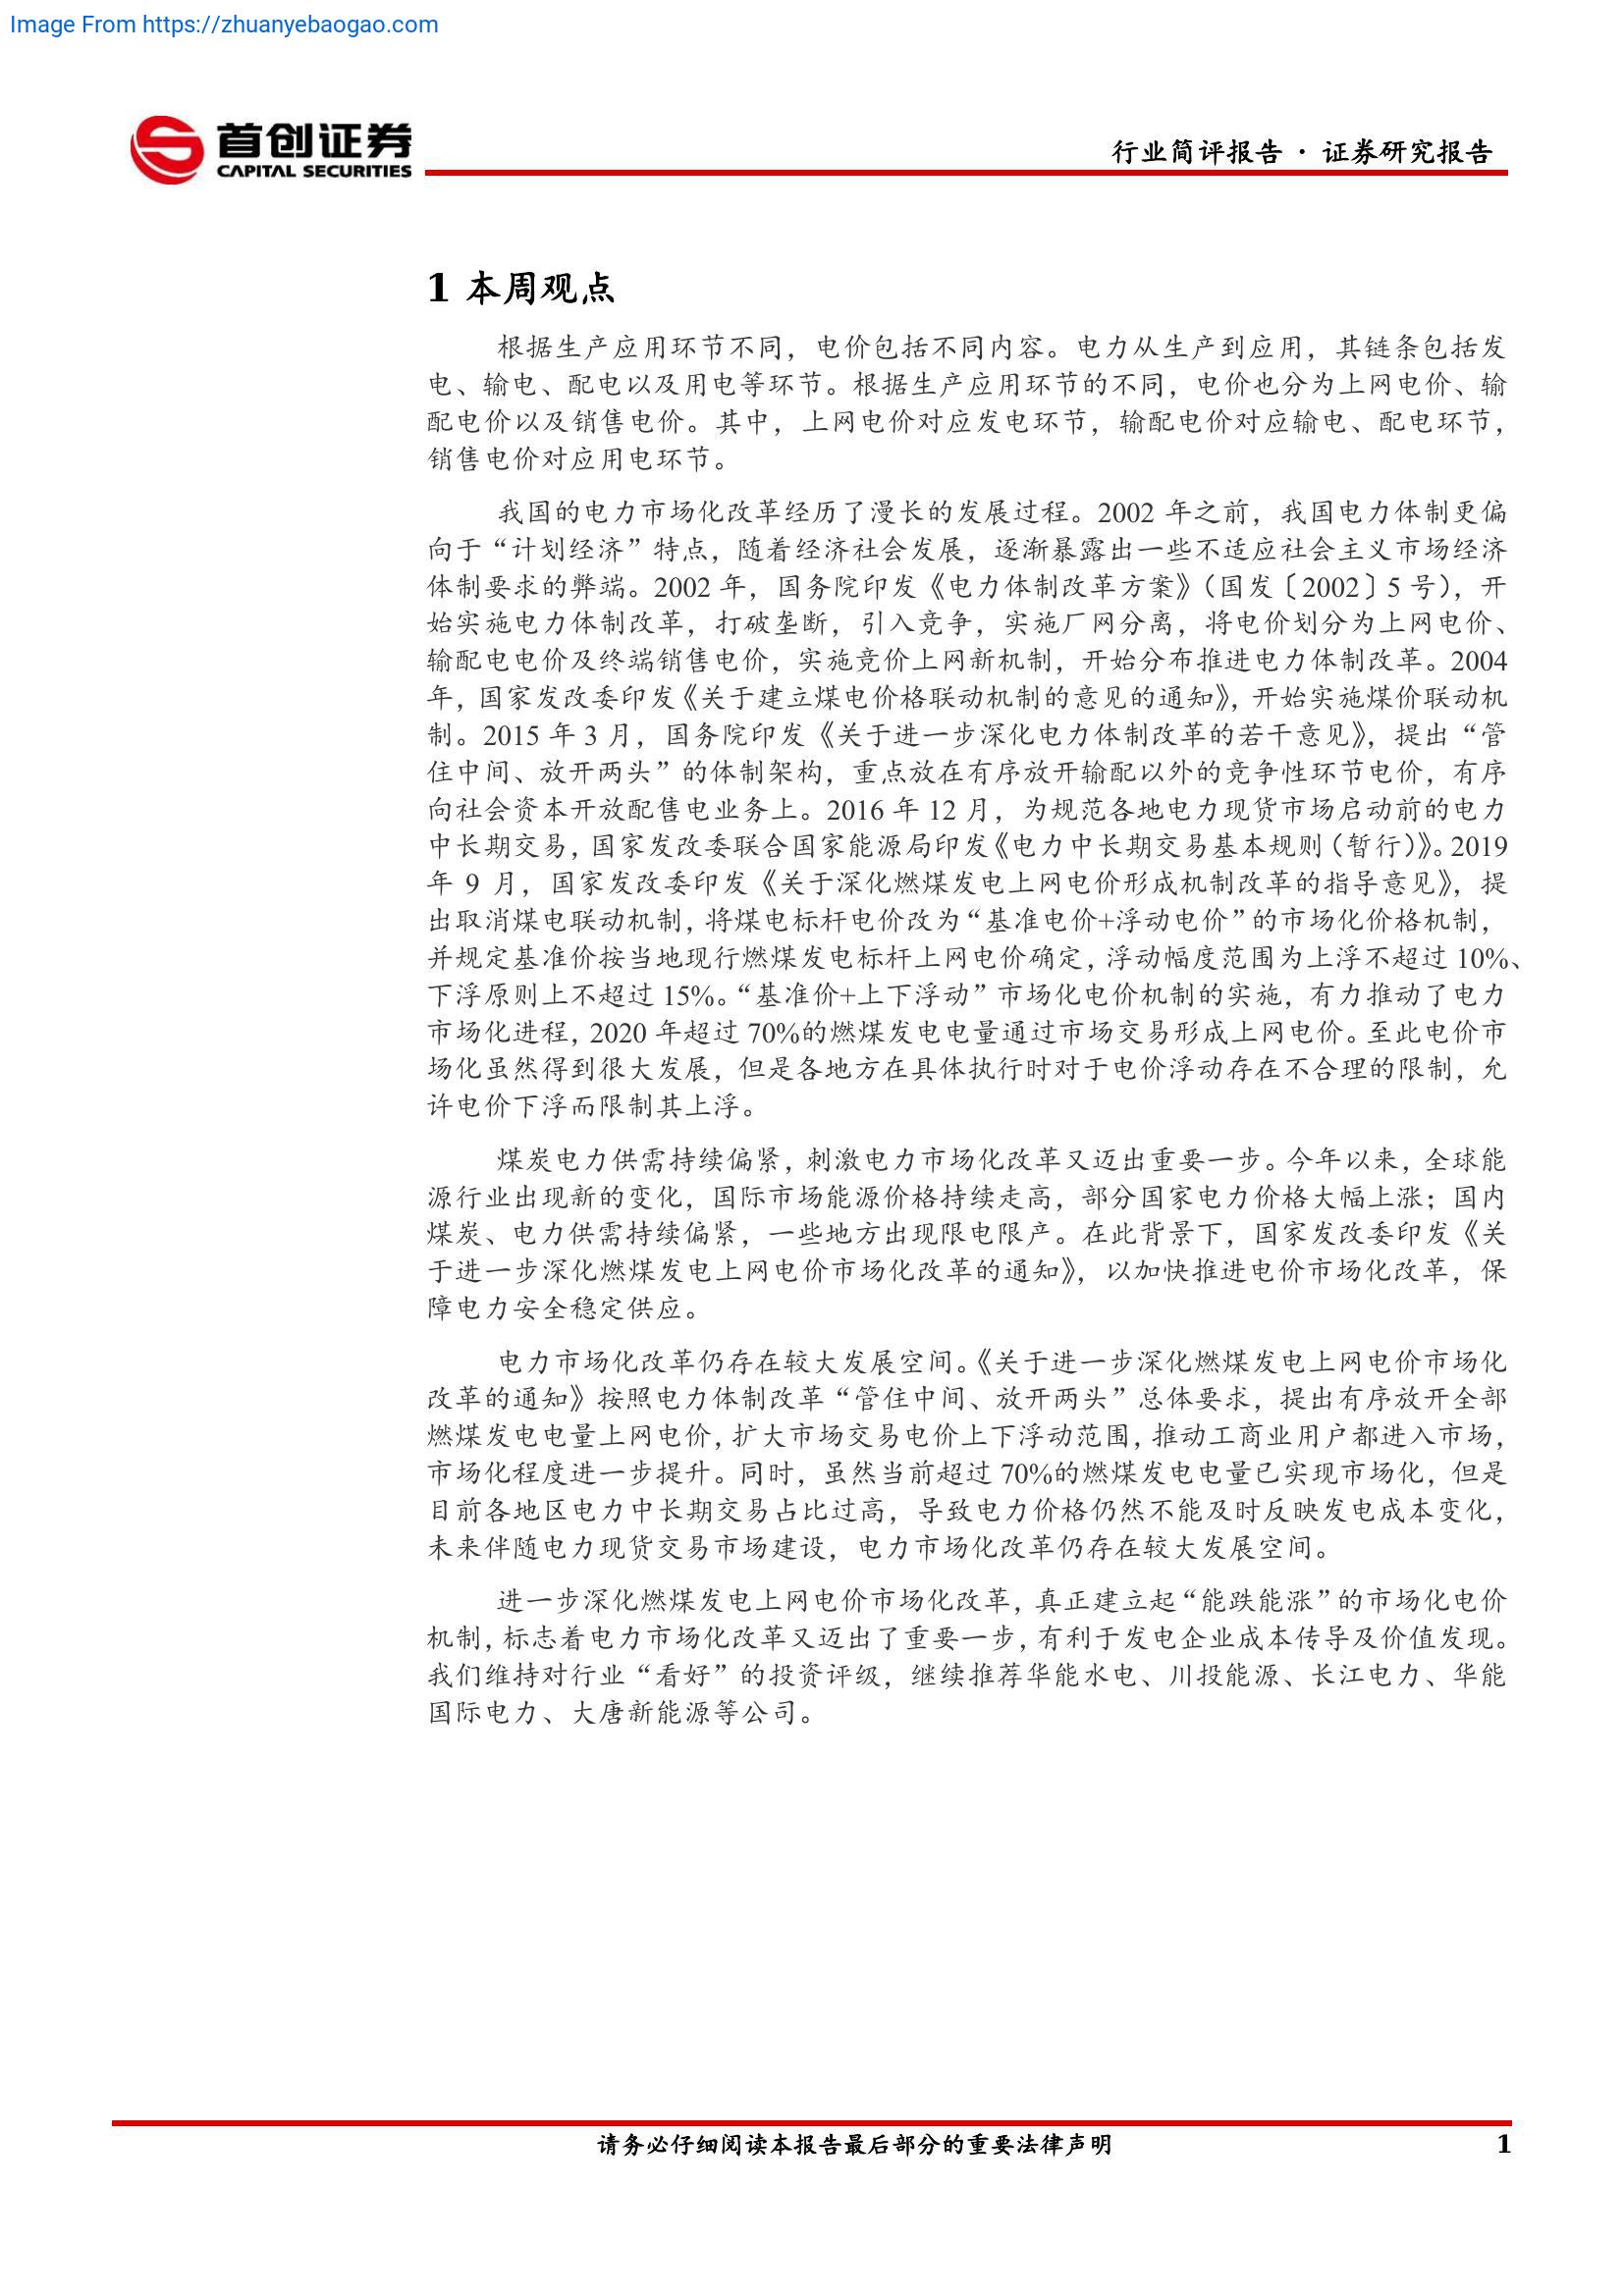 Image From https://zhuanyebaogao.com
首创证券
CAPITAL SECURITIES
行业简评报告 · 证券研究报告
1 本周观点
根据生产应用环节不同，电价包括不同内容。电力从生产到应用，其链条包括发
电、输电、配电以及用电等环节。根据生产应用环节的不同，电价也分为上网电价、输
配电价以及销售电价。其中，上网电价对应发电环节，输配电价对应输电、配电环节，
销售电价对应用电环节。
我国的电力市场化改革经历了漫长的发展过程。2002 年之前，我国电力体制更偏
向于“计划经济”特点，随着经济社会发展，逐渐暴露出一些不适应社会主义市场经济
体制要求的弊端。2002 年，国务院印发《电力体制改革方案》（国发〔2002〕5 号），开
始实施电力体制改革，打破垄断，引入竞争，实施厂网分离，将电价划分为上网电价、
输配电电价及终端销售电价，实施竞价上网新机制，开始分布推进电力体制改革。2004
年，国家发改委印发《关于建立煤电价格联动机制的意见的通知》，开始实施煤价联动机
制。2015 年 3 月，国务院印发《关于进一步深化电力体制改革的若干意见》，提出“管
住中间、放开两头”的体制架构，重点放在有序放开输配以外的竞争性环节电价，有序
向社会资本开放配售电业务上。2016 年 12 月，为规范各地电力现货市场启动前的电力
中长期交易，国家发改委联合国家能源局印发《电力中长期交易基本规则（暂行）》。2019
年 9 月，国家发改委印发《关于深化燃煤发电上网电价形成机制改革的指导意见》，提
出取消煤电联动机制，将煤电标杆电价改为“基准电价+浮动电价”的市场化价格机制，
并规定基准价按当地现行燃煤发电标杆上网电价确定，浮动幅度范围为上浮不超过 10%、
下浮原则上不超过 15%。“基准价+上下浮动”市场化电价机制的实施，有力推动了电力
市场化进程，2020 年超过 70%的燃煤发电电量通过市场交易形成上网电价。至此电价市
场化虽然得到很大发展，但是各地方在具体执行时对于电价浮动存在不合理的限制，允
许电价下浮而限制其上浮。
煤炭电力供需持续偏紧，刺激电力市场化改革又迈出重要一步。今年以来，全球能
源行业出现新的变化，国际市场能源价格持续走高，部分国家电力价格大幅上涨；国内
煤炭、电力供需持续偏紧，一些地方出现限电限产。在此背景下，国家发改委印发《关
于进一步深化燃煤发电上网电价市场化改革的通知》，以加快推进电价市场化改革，保
障电力安全稳定供应。
电力市场化改革仍存在较大发展空间。《关于进一步深化燃煤发电上网电价市场化
改革的通知》按照电力体制改革“管住中间、放开两头”总体要求，提出有序放开全部
燃煤发电电量上网电价，扩大市场交易电价上下浮动范围，推动工商业用户都进入市场，
市场化程度进一步提升。同时，虽然当前超过 70%的燃煤发电电量已实现市场化，但是
目前各地区电力中长期交易占比过高，导致电力价格仍然不能及时反映发电成本变化，
未来伴随电力现货交易市场建设，电力市场化改革仍存在较大发展空间。
进一步深化燃煤发电上网电价市场化改革，真正建立起“能跌能涨”的市场化电价
机制，标志着电力市场化改革又迈出了重要一步，有利于发电企业成本传导及价值发现。
我们维持对行业“看好”的投资评级，继续推荐华能水电、川投能源、长江电力、华能
国际电力、大唐新能源等公司。
请务必仔细阅读本报告最后部分的重要法律声明
1